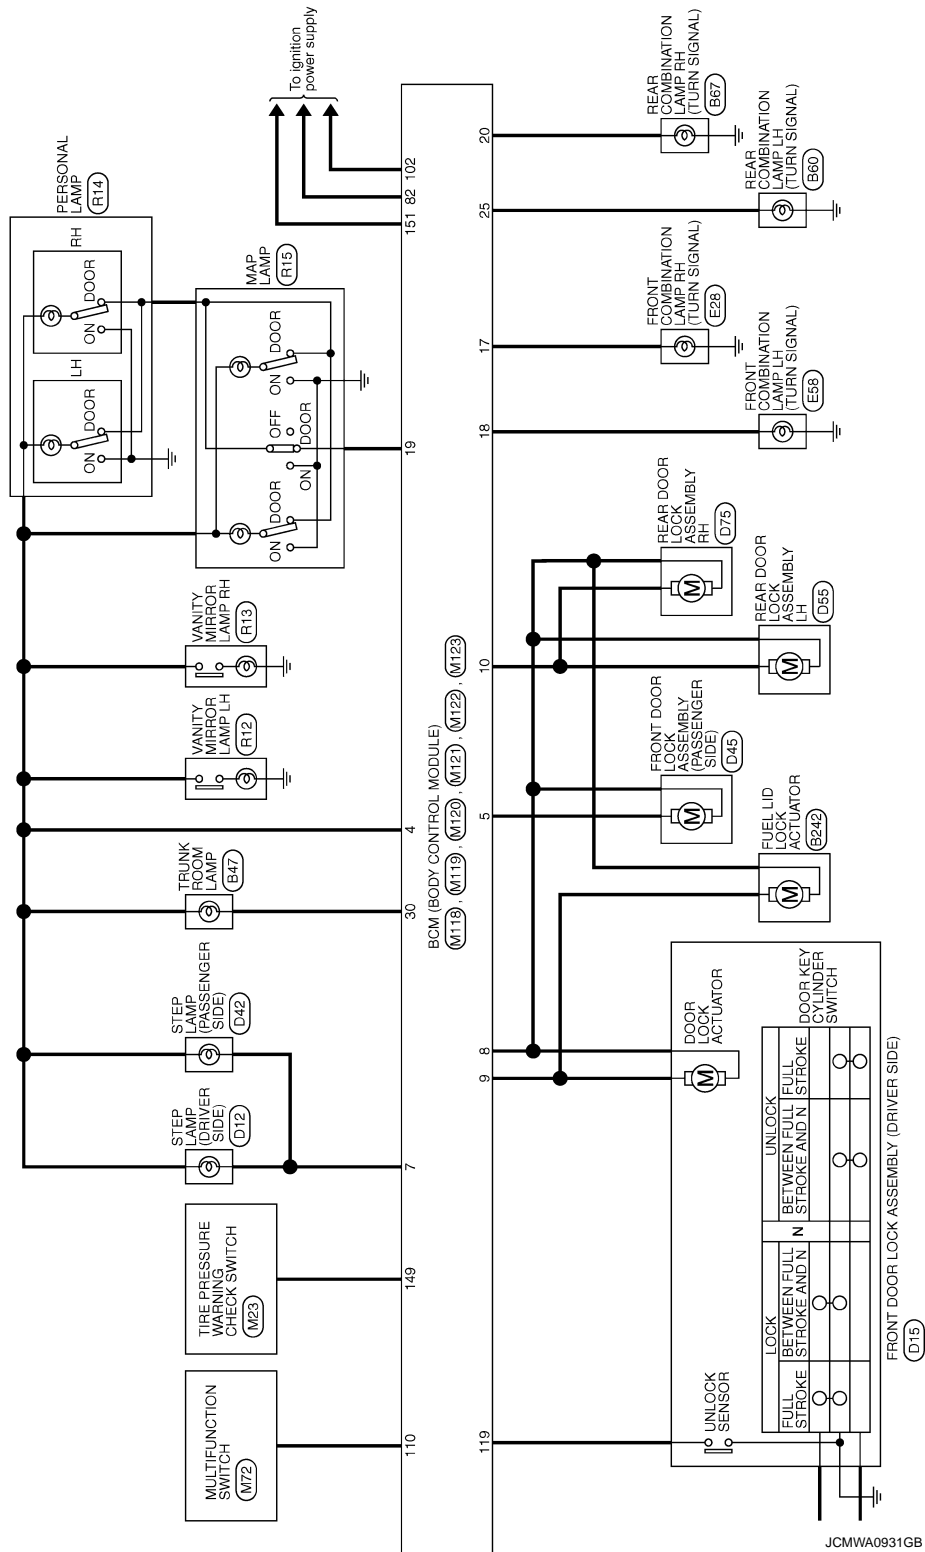 MULTIFUNCTION
SWITCH
M72
TIRE PRESSURE
WARNING
CHECK SWITCH
M23
STEP
LAMP
(DRIVER
SIDE)
D12
STEP
LAMP
(PASSENGER
SIDE)
D42
TRUNK
ROOM
LAMP
B47
VANITY
MIRROR
LAMP LH
R12
VANITY
MIRROR
LAMP RH
R13
PERSONAL
LAMP
R14
LH
ON
DOOR
RH
ON
DOOR
MAP
LAMP
R15
ON
DOOR
ON
DOOR
OFF
ON
DOOR
To ignition
power supply
110
149
7
30
4
19
151
82
102
BCM (BODY CONTROL MODULE)
M118 , M119 , M120 , M121 , M122 , M123
119
9
8
5
10
18
17
25
20
UNLOCK
SENSOR
DOOR
LOCK
ACTUATOR
DOOR KEY
CYLINDER
SWITCH
LOCK
N
UNLOCK
FULL
STROKE
BETWEEN FULL
STROKE AND N
BETWEEN FULL
STROKE AND N
FULL
STROKE
FRONT DOOR LOCK ASSEMBLY (DRIVER SIDE)
D15
FUEL LID
LOCK
ACTUATOR
B242
FRONT DOOR
LOCK
ASSEMBLY
(PASSENGER
SIDE)
D45
REAR DOOR
LOCK
ASSEMBLY
LH
D55
REAR DOOR
LOCK
ASSEMBLY
RH
D75
FRONT
COMBINATION
LAMP LH
(TURN SIGNAL)
E58
FRONT
COMBINATION
LAMP RH
(TURN SIGNAL)
E28
REAR
COMBINATION
LAMP LH
(TURN SIGNAL)
B60
REAR
COMBINATION
LAMP RH
(TURN SIGNAL)
B67
M
M
M
M
M
JCMWA0931GB